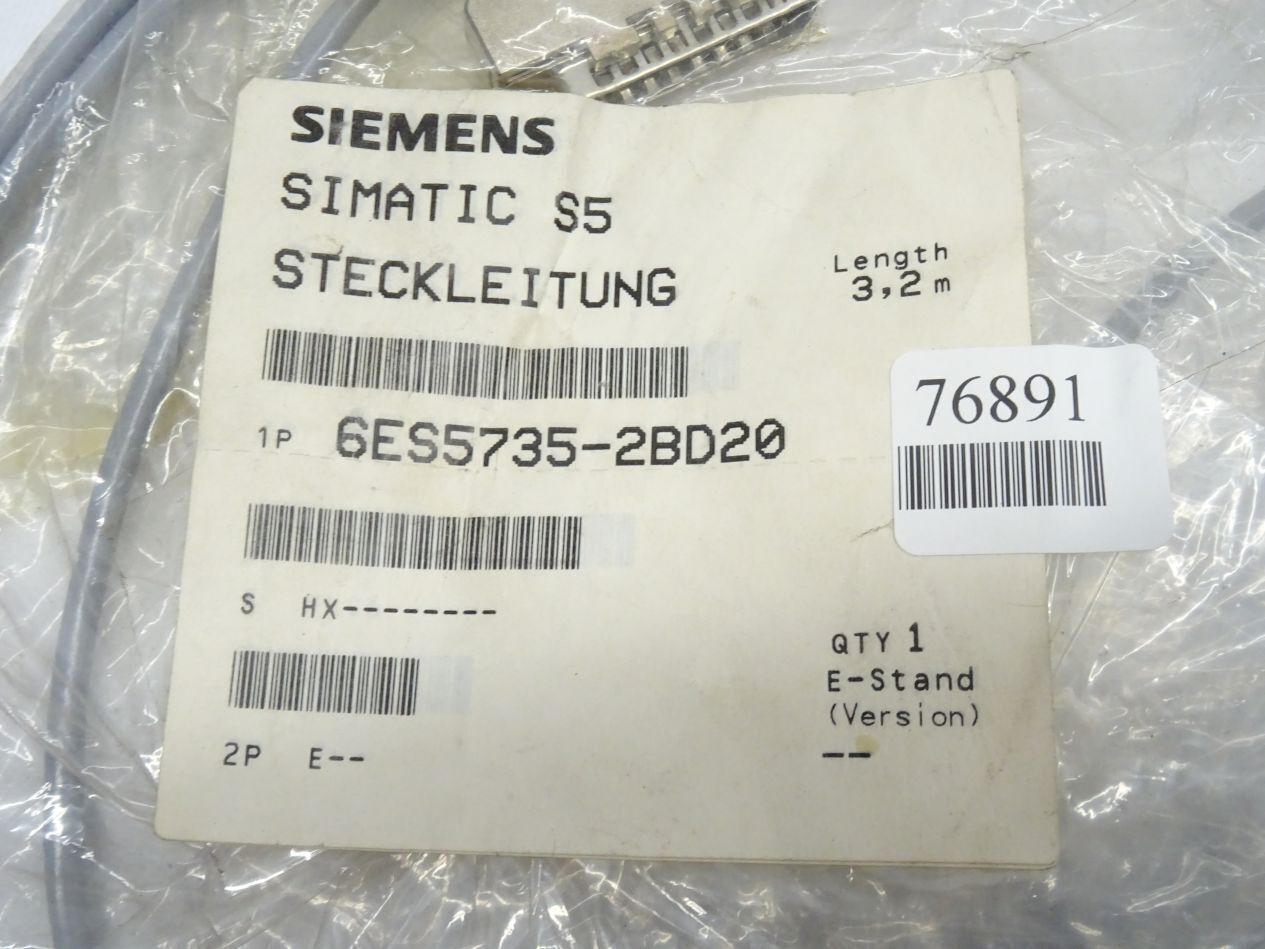 SIEMENS
SIMATIC S5
STECKLEITUNG
Length
3,2 m
76891
1P 6ES5735-2BD20
S HX--------
QTY 1
E-Stand
(Version)
--
2P E--